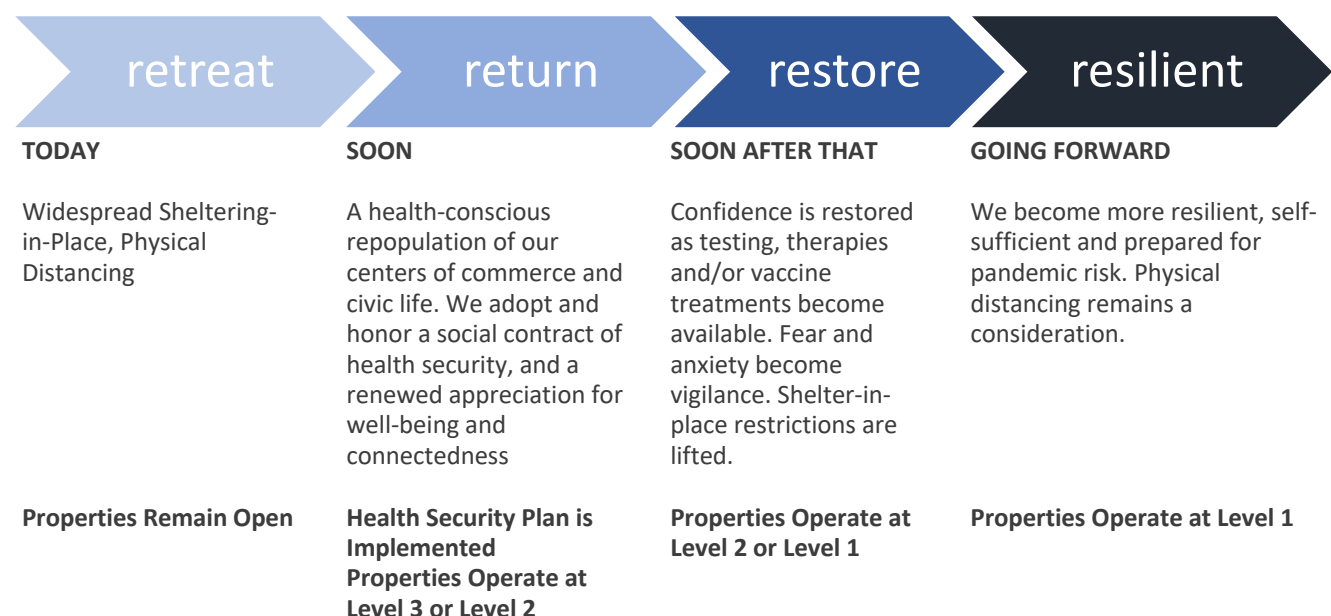 retreat
return
restore
resilient
TODAY
Widespread Sheltering-
in-Place, Physical
Distancing
Properties Remain Open
SOON
A health-conscious
repopulation of our
centers of commerce and
civic life. We adopt and
honor a social contract of
health security, and a
renewed appreciation for
well-being and
connectedness
Health Security Plan is
Implemented
Properties Operate at
Level 3 or Level 2
SOON AFTER THAT
Confidence is restored
as testing, therapies
and/or vaccine
treatments become
available. Fear and
anxiety become
vigilance. Shelter-in-
place restrictions are
lifted.
Properties Operate at
Level 2 or Level 1
GOING FORWARD
We become more resilient, self-
sufficient and prepared for
pandemic risk. Physical
distancing remains a
consideration.
Properties Operate at Level 1